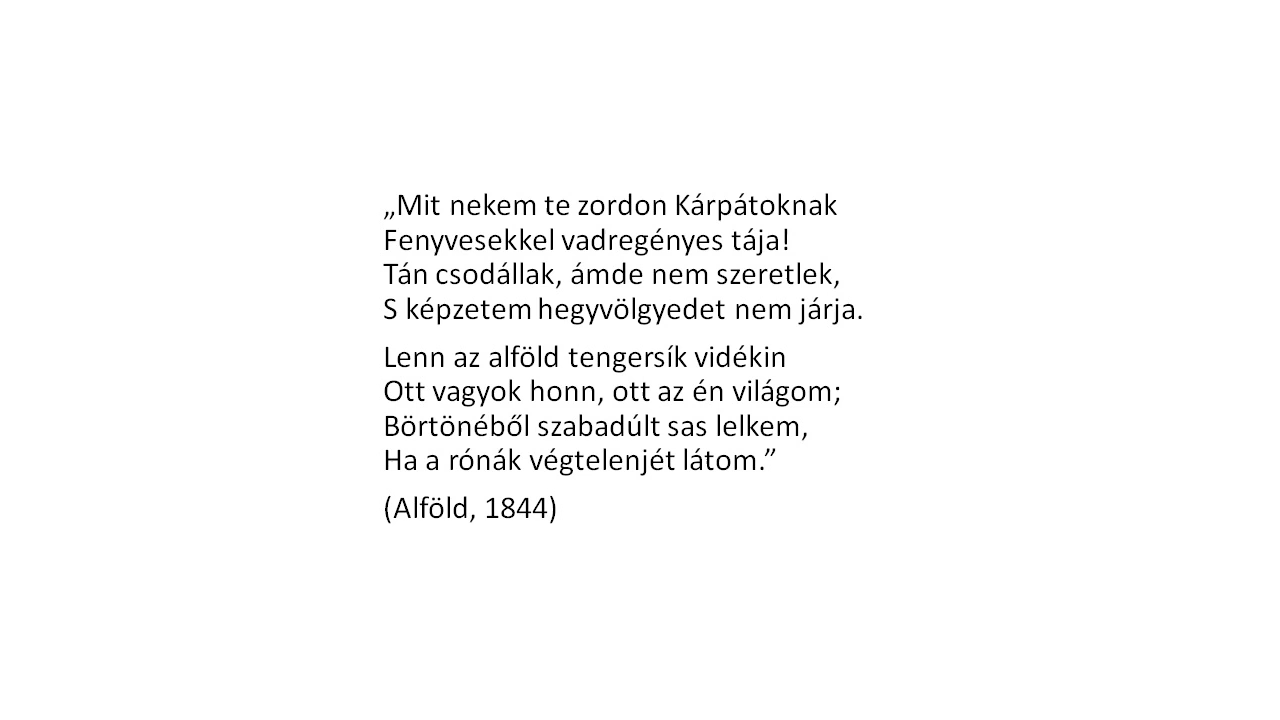 „Mit nekem te zordon Kárpátoknak
Fenyvesekkel vadregényes tája!
Tán csodállak, ámde nem szeretlek,
S képzetem hegyvölgyedet nem járja.
Lenn az alföld tengersík vidékin
Ott vagyok honn, ott az én világom;
Börtönéből szabadúlt sas lelkem,
Ha a rónák végtelenjét látom.”
(Alföld, 1844)